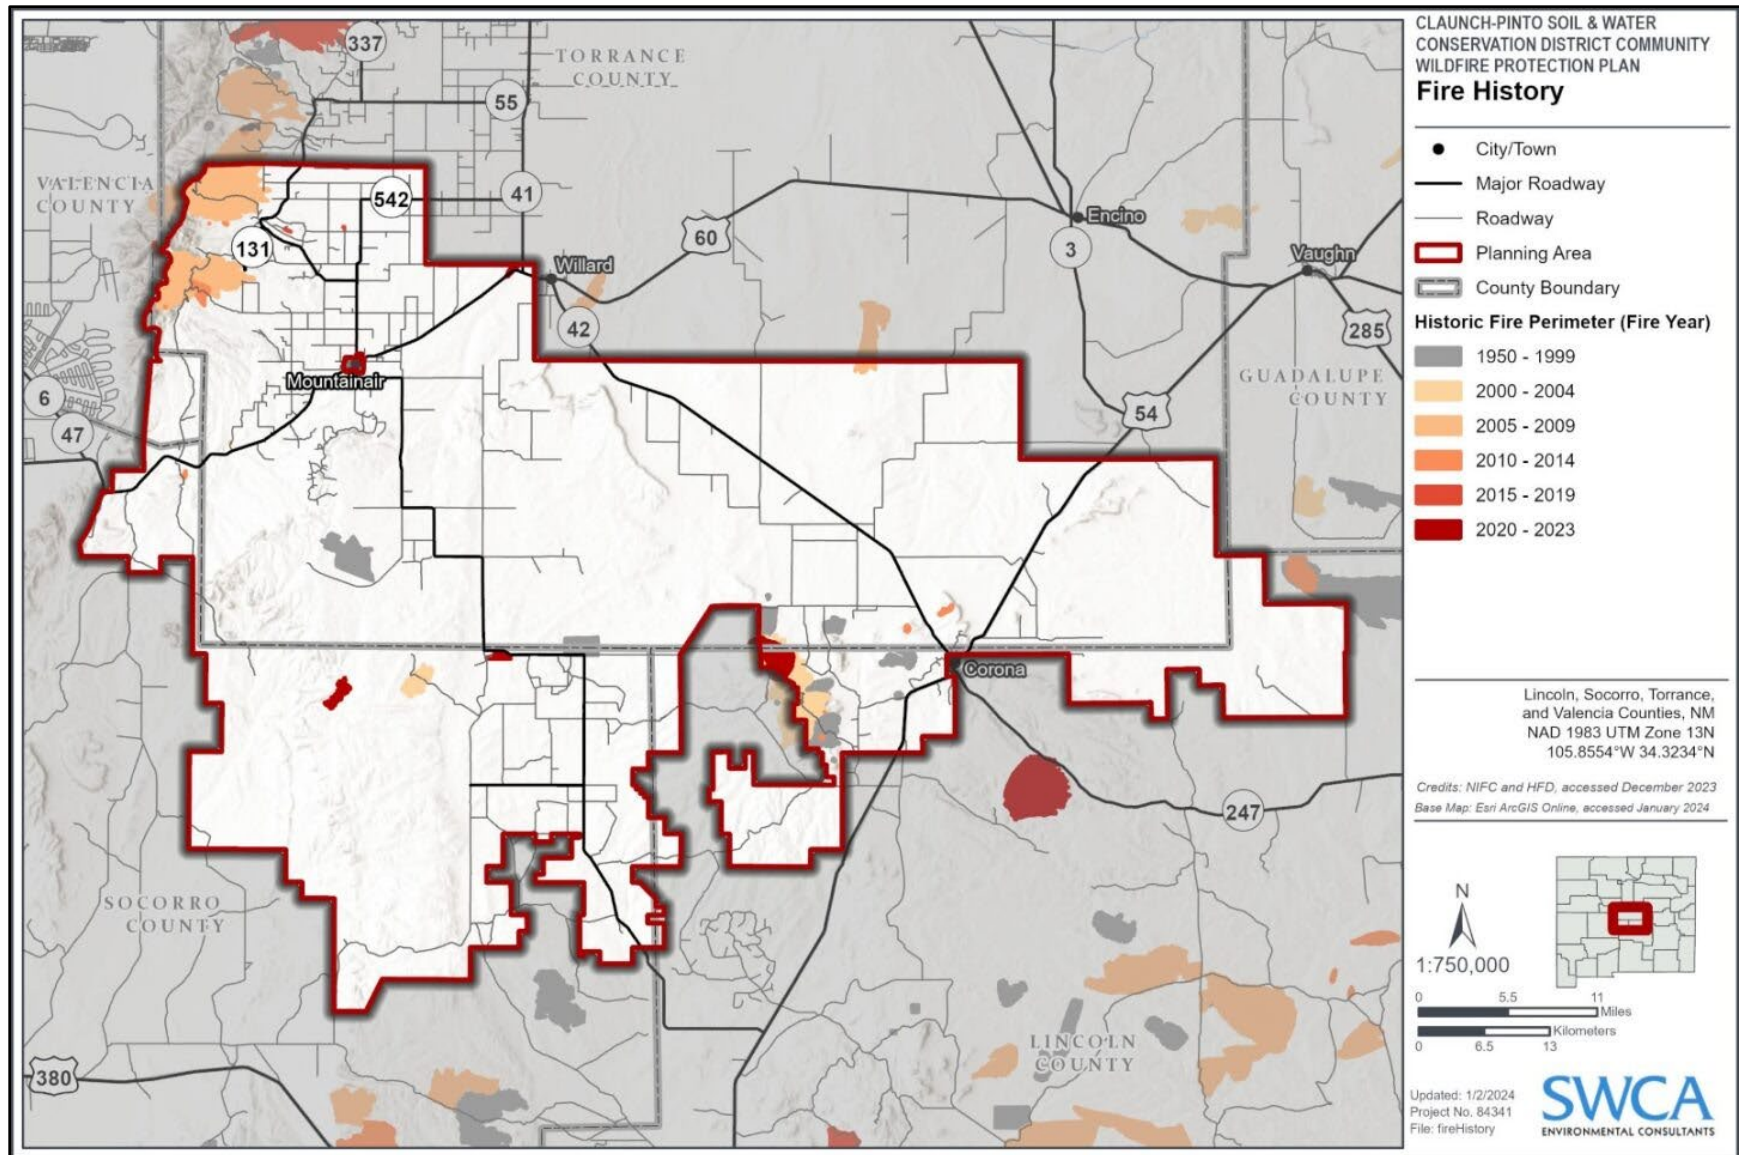 CLAUNCH-PINTO SOIL & WATER
CONSERVATION DISTRICT COMMUNITY
WILDFIRE PROTECTION PLAN
Fire History
City/Town
Major Roadway
Roadway
Planning Area
County Boundary
Historic Fire Perimeter (Fire Year)
1950 - 1999
2000 - 2004
2005 - 2009
2010 - 2014
2015 - 2019
2020 - 2023
Lincoln, Socorro, Torrance,
and Valencia Counties, NM
NAD 1983 UTM Zone 13N
105.8554°W 34.3234°N
Credits: NIFC and HFD, accessed December 2023
Base Map: Esri ArcGIS Online, accessed January 2024
N
1:750,000
0 5.5 11
Miles
Kilometers
0 6.5 13
Updated: 1/2/2024
Project No. 84341
File: fireHistory
SWCA
ENVIRONMENTAL CONSULTANTS
337
TORRANCE
COUNTY
55
VALENCIA
COUNTY
542
41
131
60
Encino
3
Vaughn
Willard
42
285
Mountainair
6
47
GUADALUPE
COUNTY
54
Corona
247
SOCORRO
COUNTY
LINCOLN
COUNTY
380